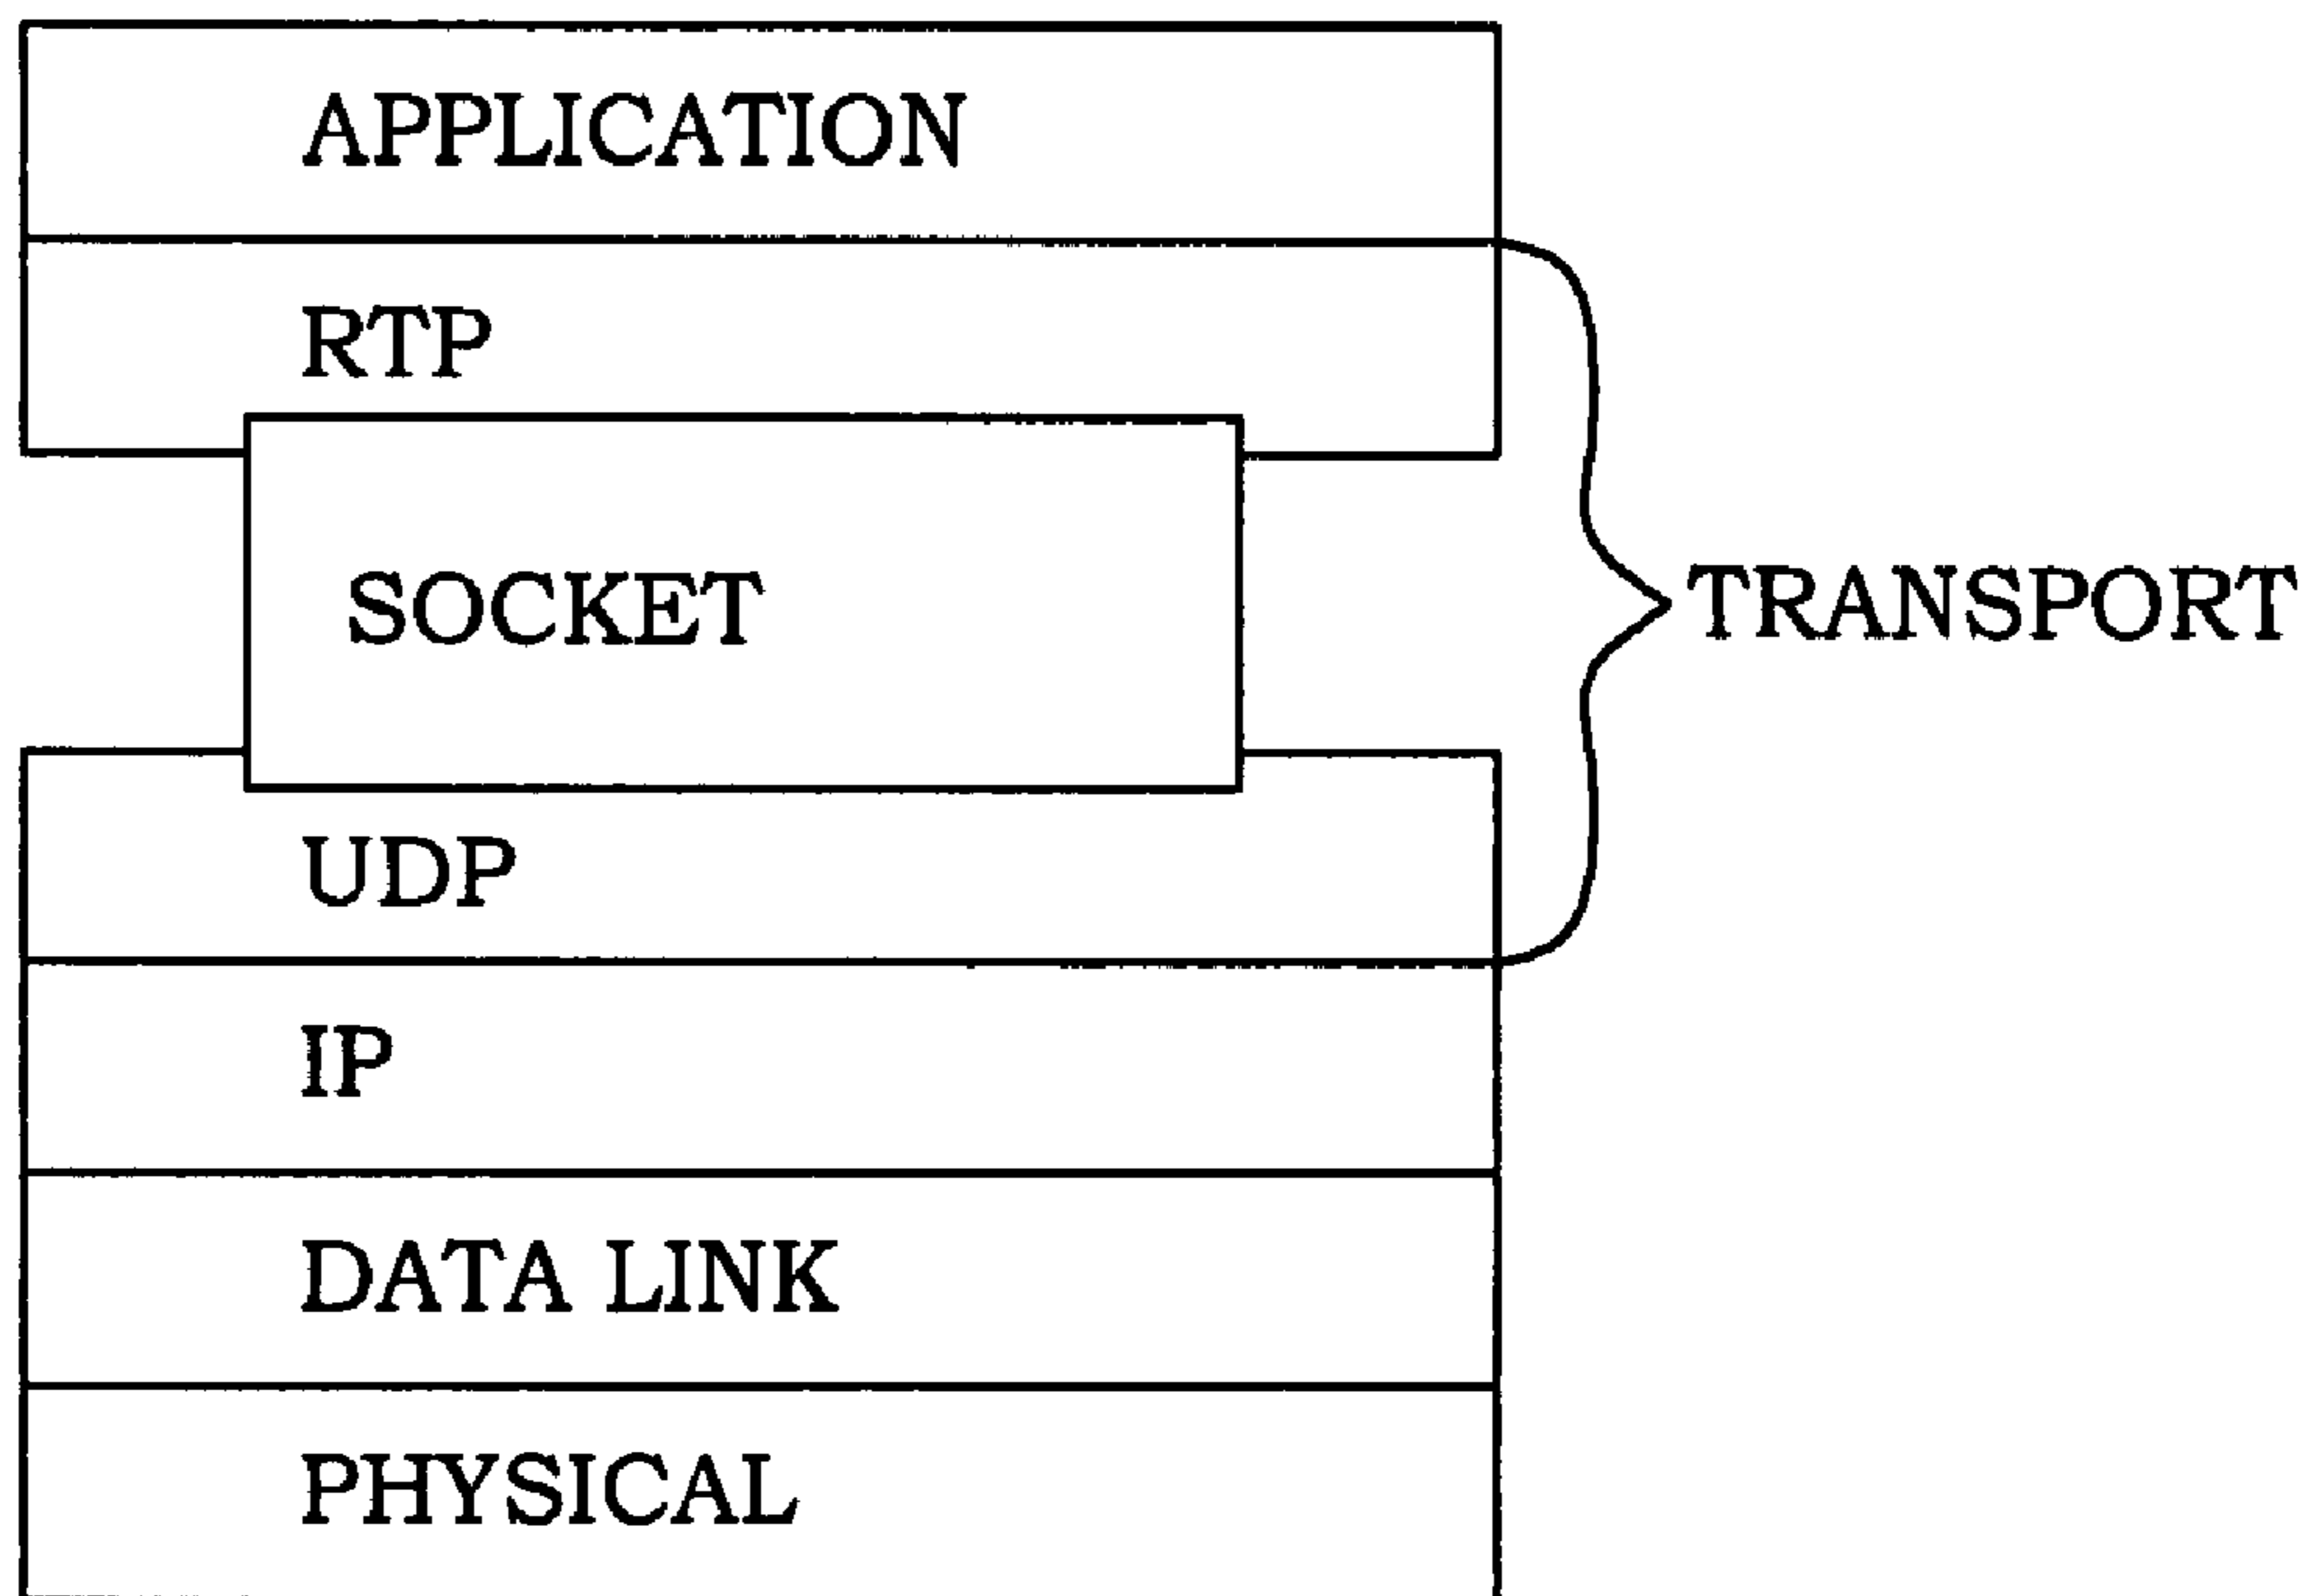 APPLICATION
RTP
SOCKET
TRANSPORT
UDP
IP
DATA LINK
PHYSICAL